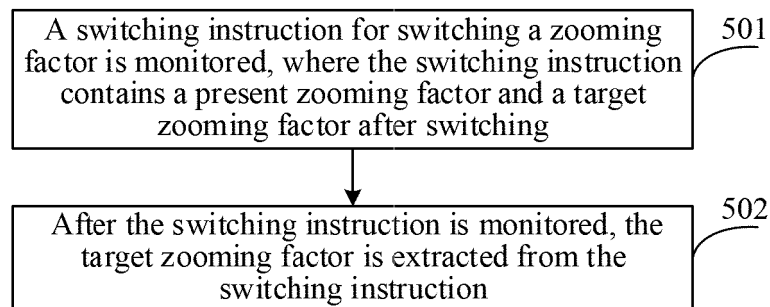 A switching instruction for switching a zooming
factor is monitored, where the switching instruction
contains a present zooming factor and a target
zooming factor after switching
501
After the switching instruction is monitored, the
target zooming factor is extracted from the
switching instruction
502